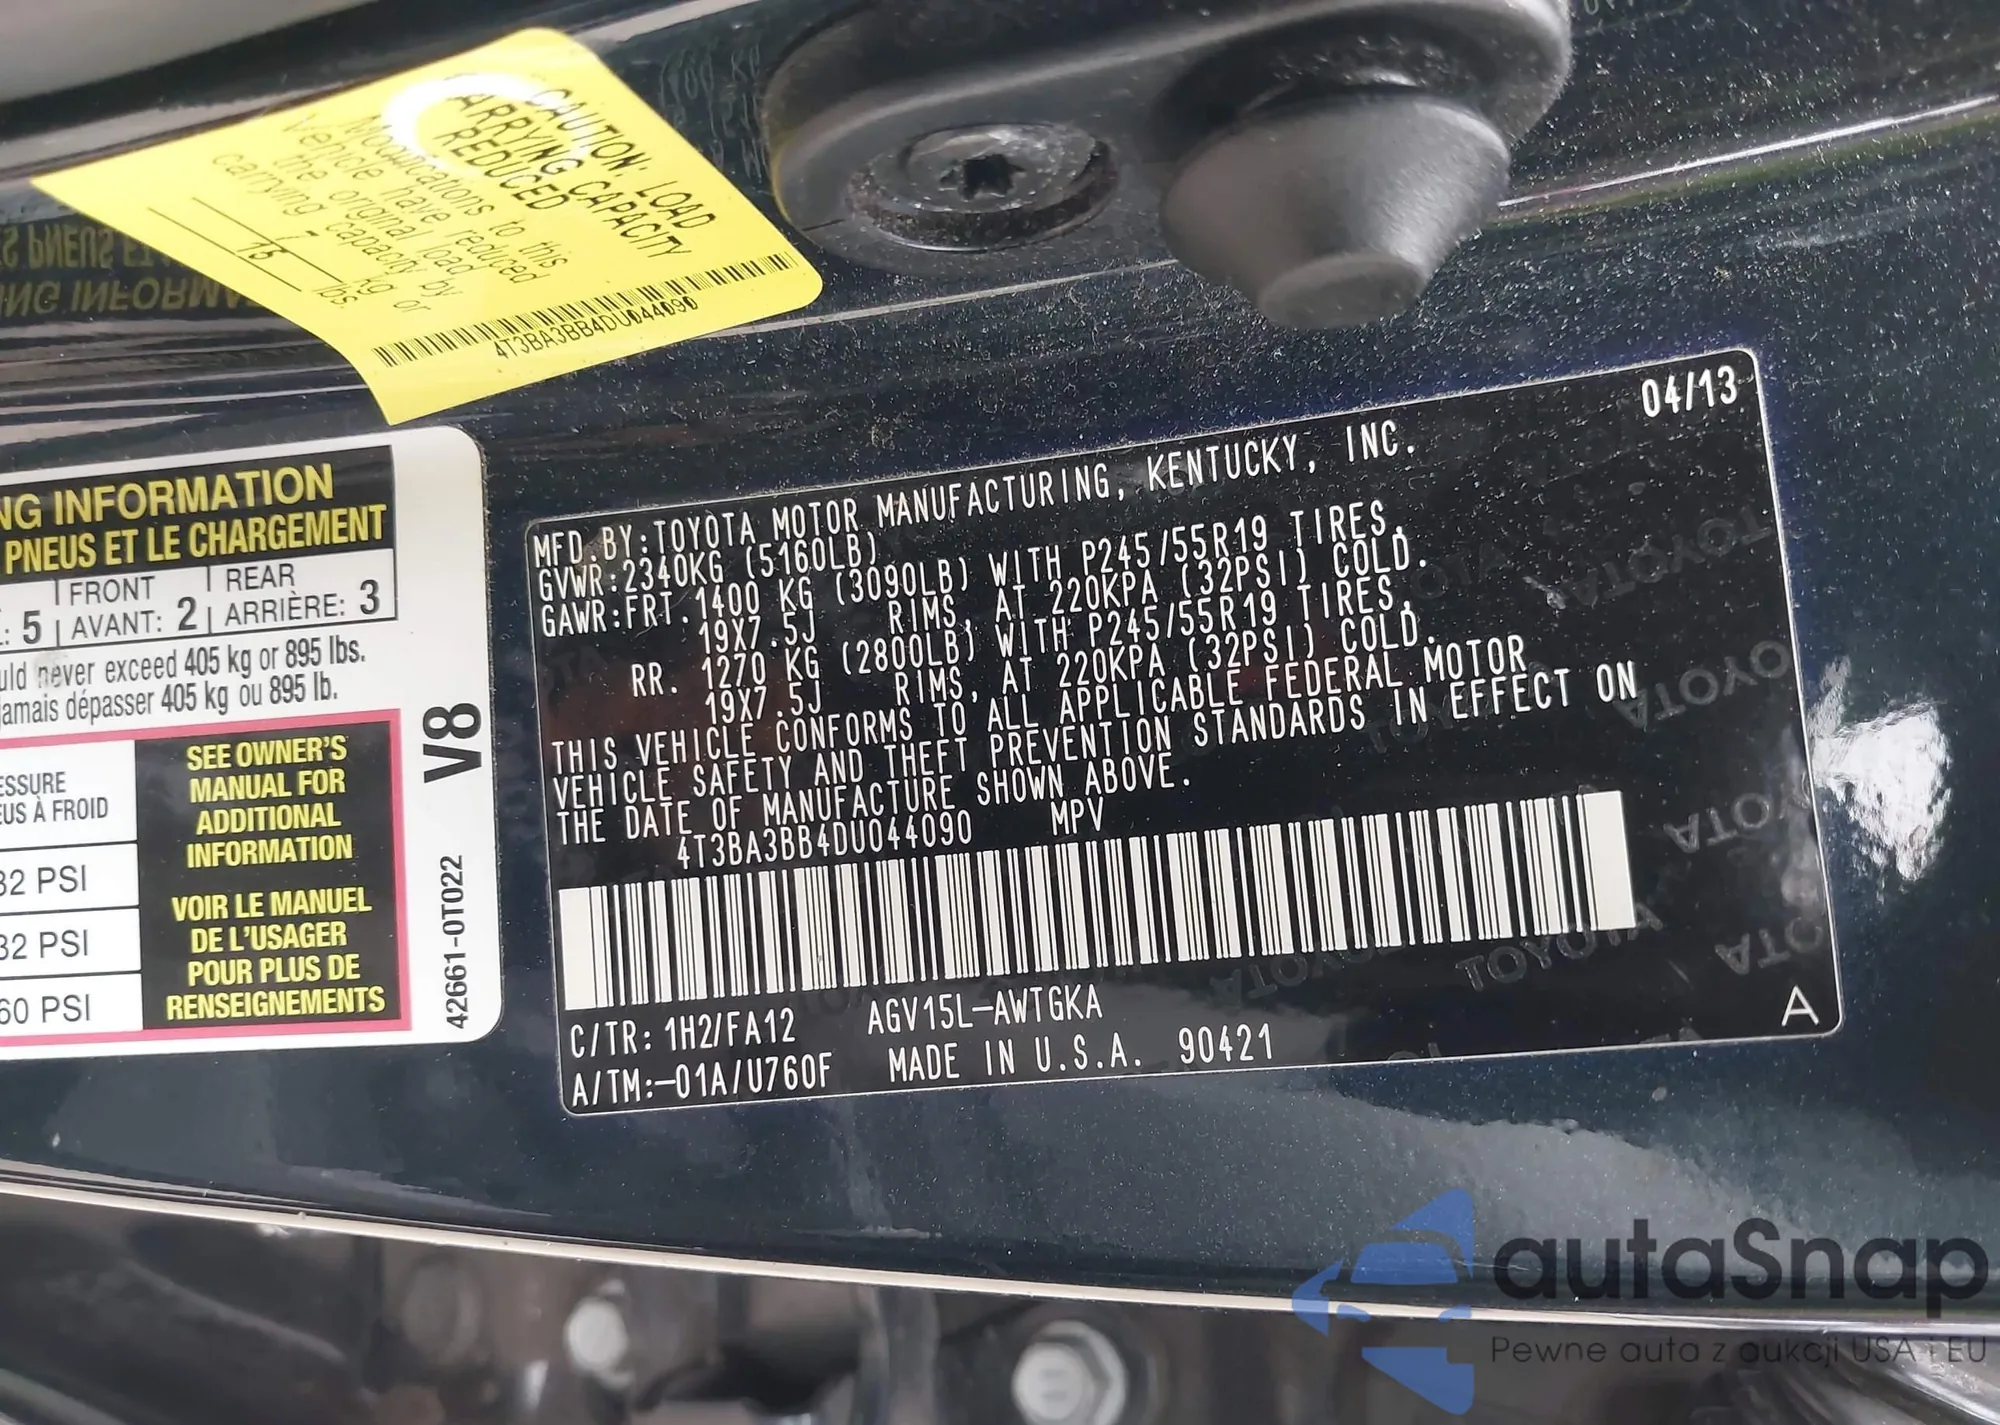 CAUTION: LOAD
CARRYING CAPACITY
REDUCED
Modifications to this
vehicle have reduced
the original load
carrying capacity by
- kg or
15 lbs.
4T3BA3BB4DU044090
NG INFORMATION
PNEUS ET LE CHARGEMENT
FRONT REAR
: 5 AVANT: 2 ARRIÈRE: 3
uld never exceed 405 kg or 895 lbs.
jamais dépasser 405 kg ou 895 lb.
ESSURE
EUS À FROID
32 PSI
32 PSI
60 PSI
SEE OWNER'S
MANUAL FOR
ADDITIONAL
INFORMATION
VOIR LE MANUEL
DE L'USAGER
POUR PLUS DE
RENSEIGNEMENTS
V8
42661-0T022
04/13
MFD.BY:TOYOTA MOTOR MANUFACTURING, KENTUCKY, INC.
GVWR:2340KG (5160LB).
GAWR:FRT. 1400 KG (3090LB) WITH P245/55R19 TIRES,
19X7.5J RIMS, AT 220KPA (32PSI) COLD.
RR. 1270 KG (2800LB) WITH P245/55R19 TIRES,
19X7.5J RIMS, AT 220KPA (32PSI) COLD.
THIS VEHICLE CONFORMS TO ALL APPLICABLE FEDERAL MOTOR
VEHICLE SAFETY AND THEFT PREVENTION STANDARDS IN EFFECT ON
THE DATE OF MANUFACTURE SHOWN ABOVE.
4T3BA3BB4DU044090 MPV
C/TR: 1H2/FA12 AGV15L-AWTGKA
A/TM:-01A/U760F MADE IN U.S.A. 90421
A
autaSnap
Pewne auta z aukcji USA i EU